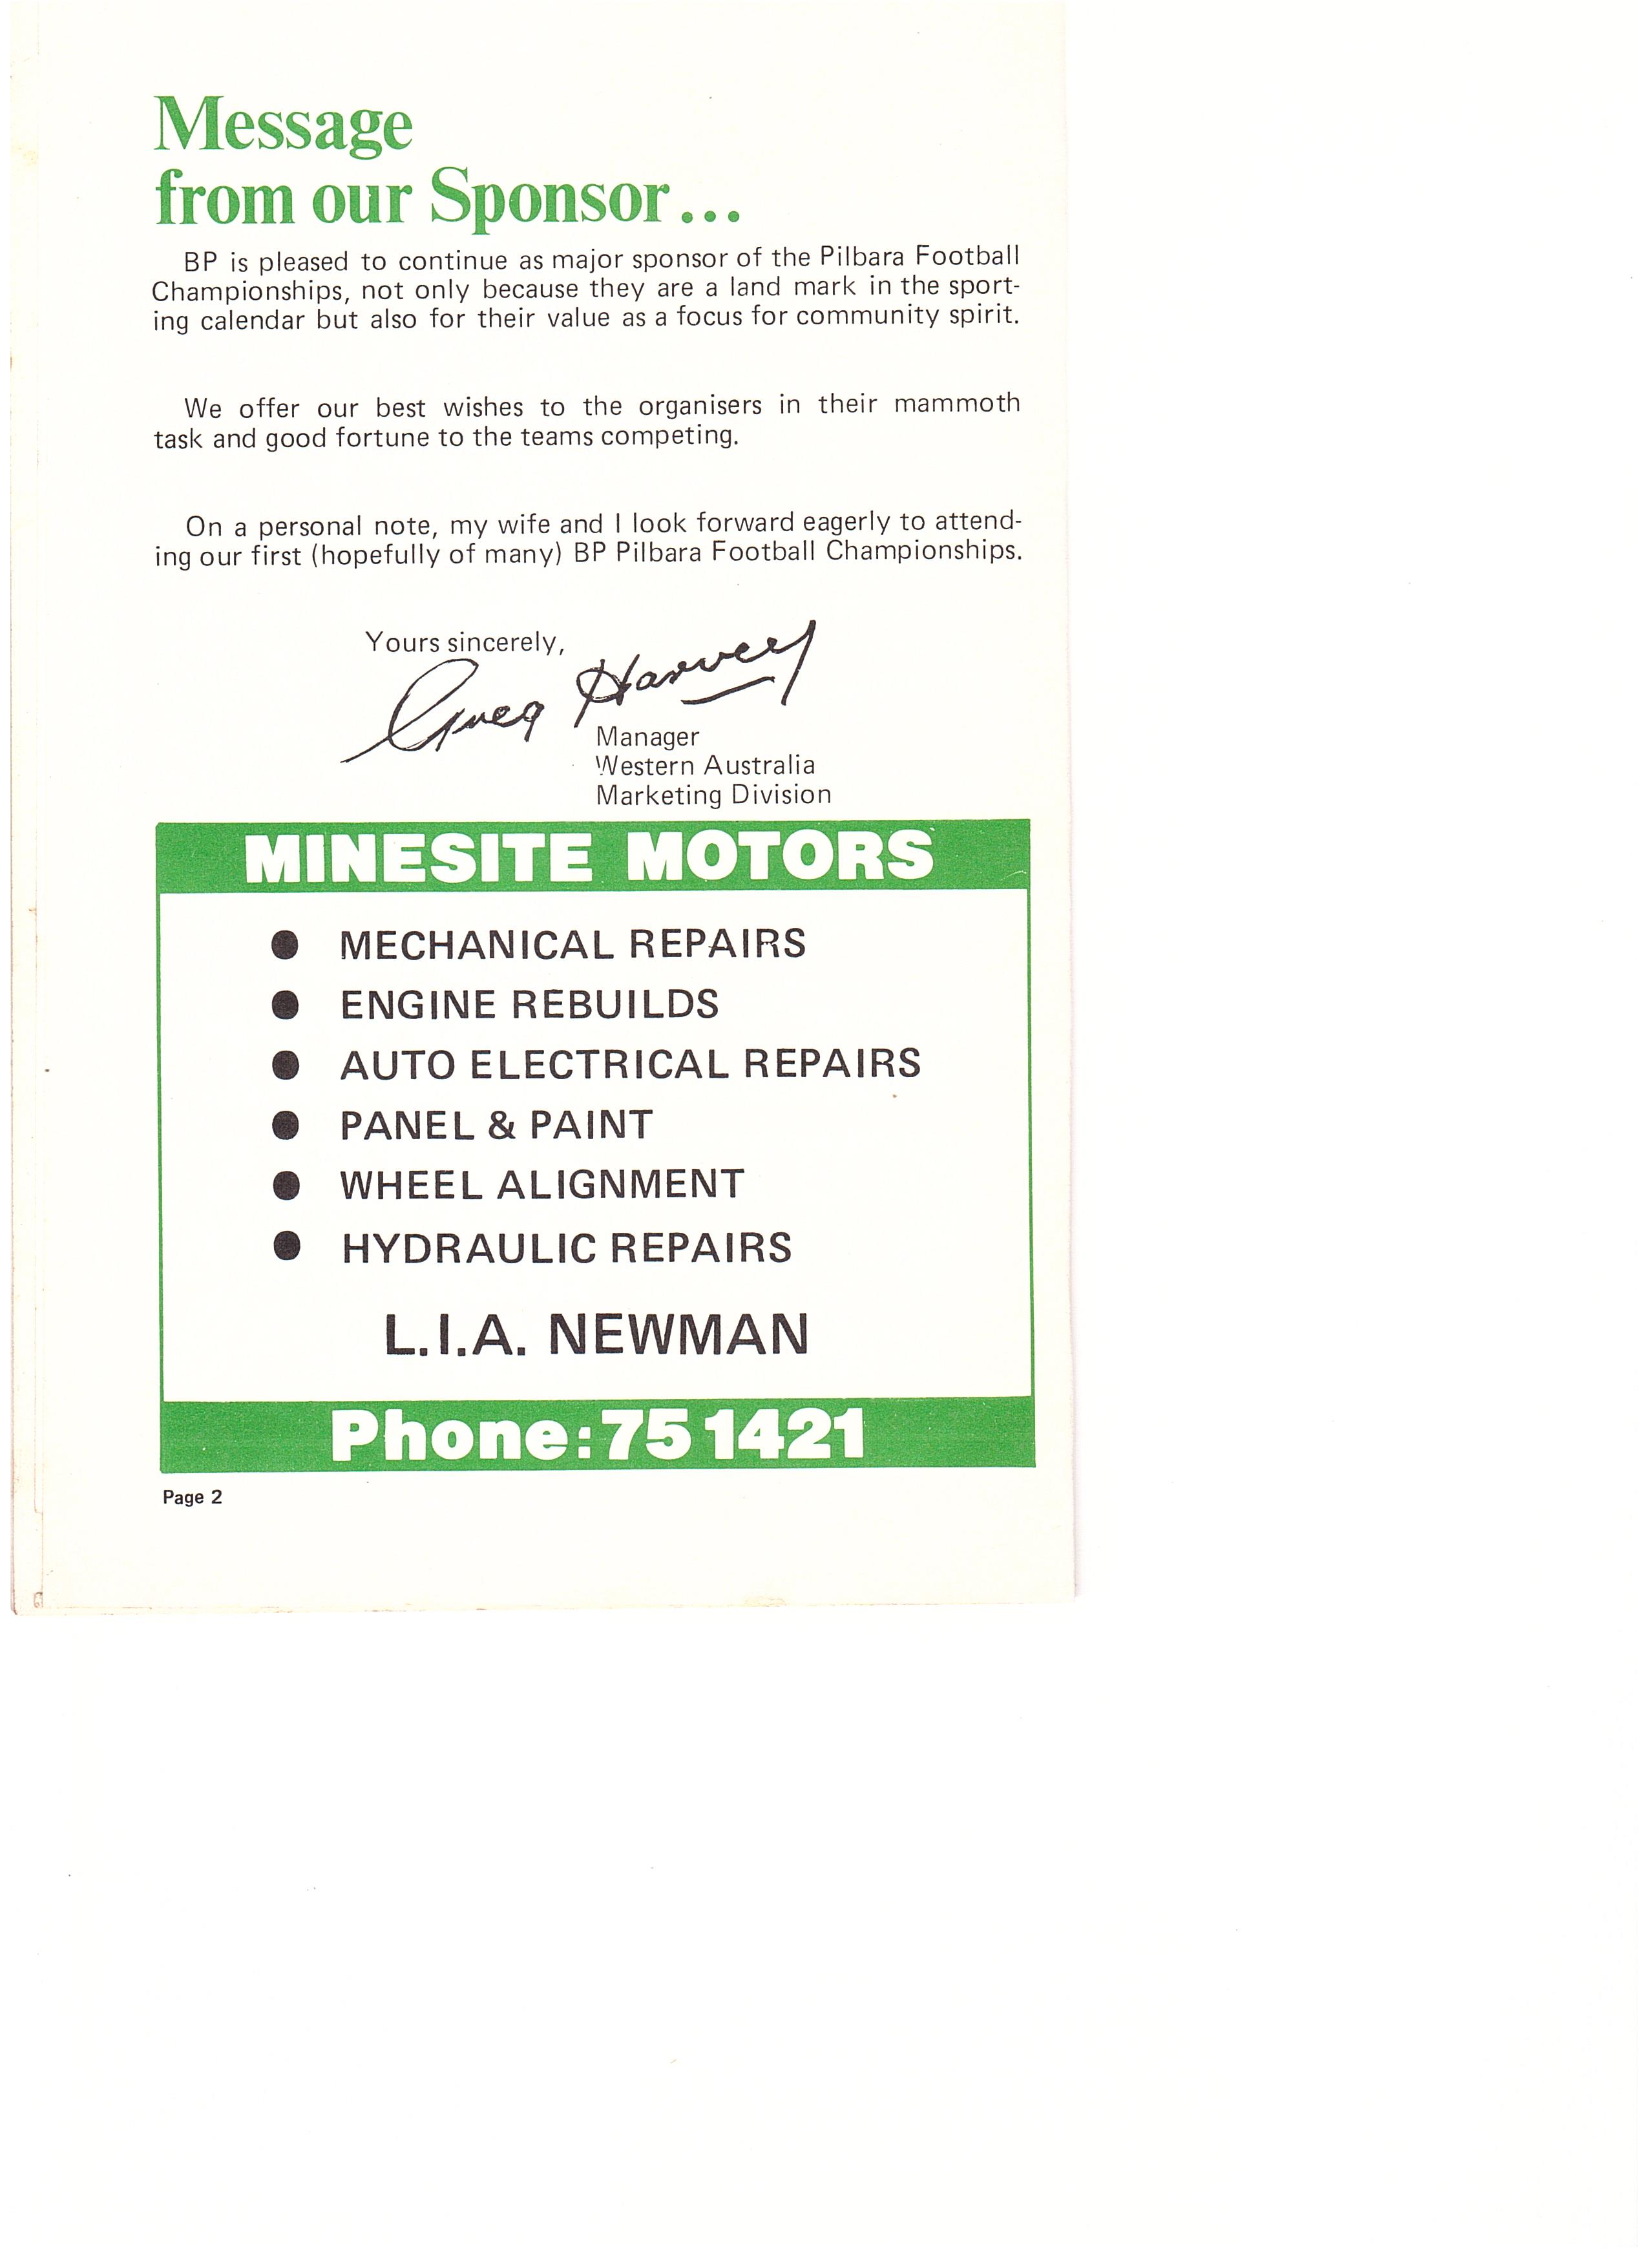 Message
from our Sponsor...
BP is pleased to continue as major sponsor of the Pilbara Football
Championships, not only because they are a land mark in the sport-
ing calendar but also for their value as a focus for community spirit.
We offer our best wishes to the organisers in their mammoth
task and good fortune to the teams competing.
On a personal note, my wife and I look forward eagerly to attend-
ing our first (hopefully of many) BP Pilbara Football Championships.
Yours sincerely,
Greg Harvey
Manager
Western Australia
Marketing Division
MINESITE MOTORS
● MECHANICAL REPAIRS
● ENGINE REBUILDS
● AUTO ELECTRICAL REPAIRS
● PANEL & PAINT
● WHEEL ALIGNMENT
● HYDRAULIC REPAIRS
L.I.A. NEWMAN
Phone: 75 1421
Page 2